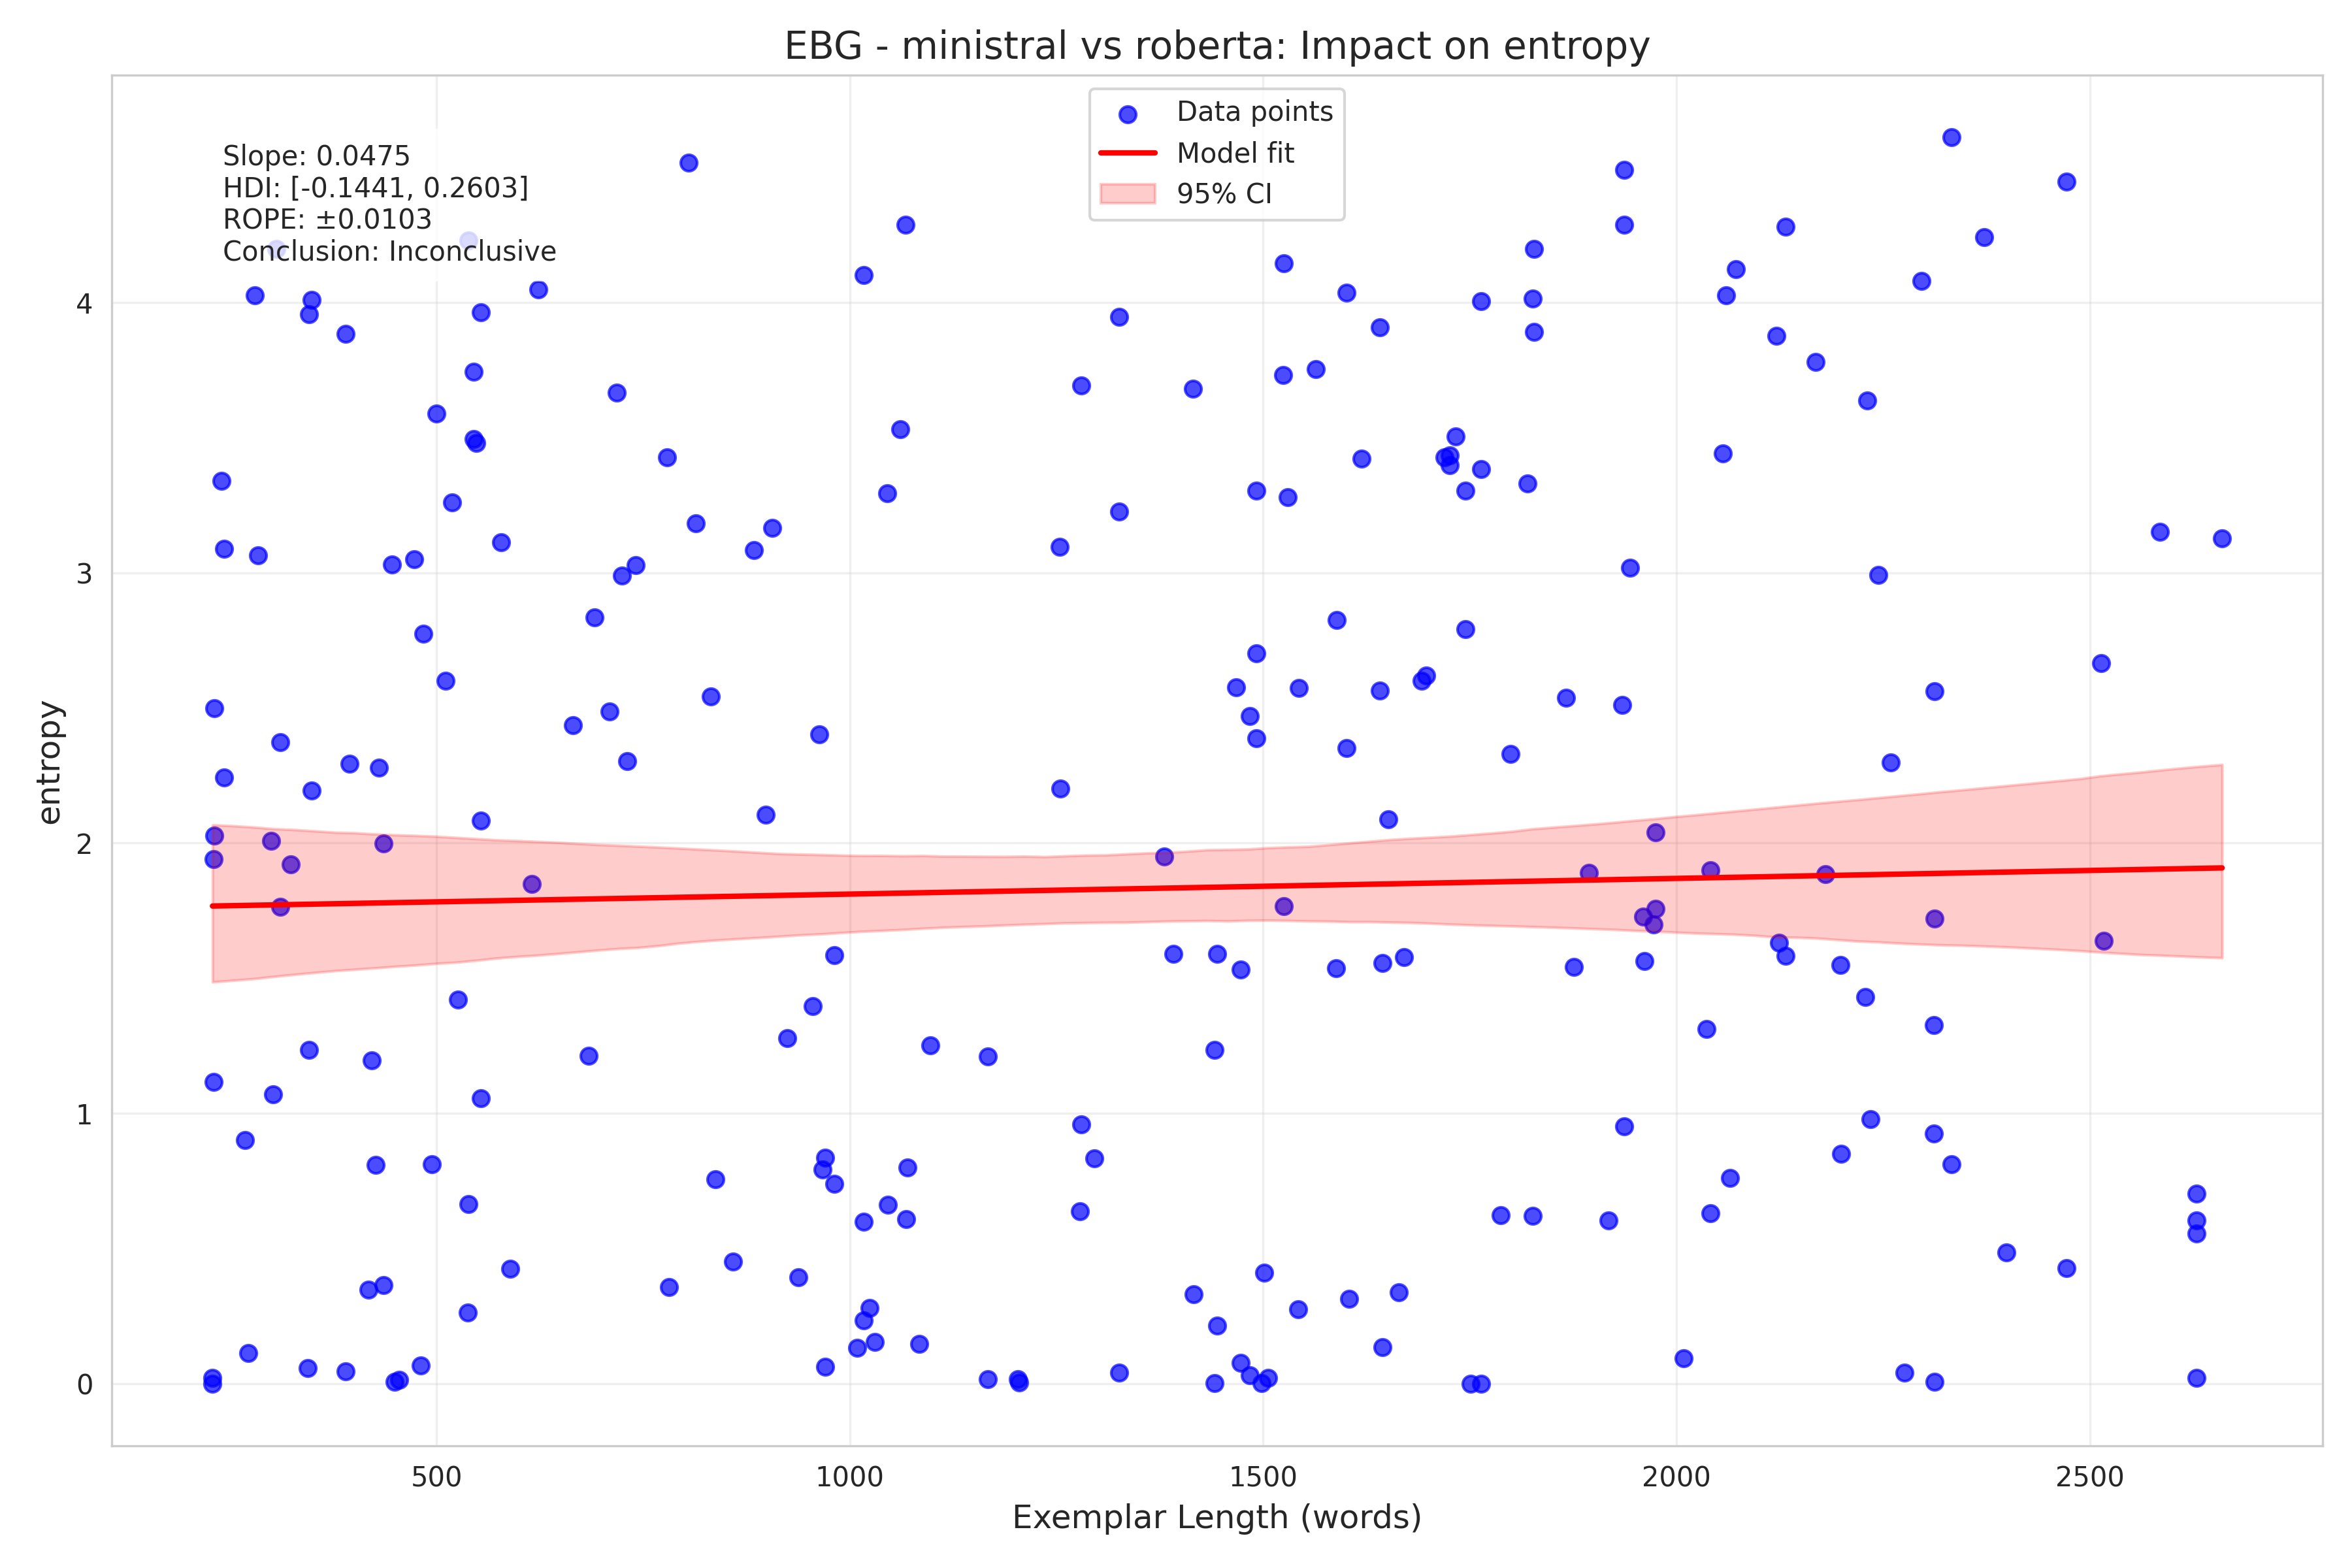 EBG - ministral vs roberta: Impact on entropy
Data points
Model fit
95% CI
Slope: 0.0475
HDI: [-0.1441, 0.2603]
ROPE: ±0.0103
Conclusion: Inconclusive
entropy
4
3
2
1
0
500
1000
1500
2000
2500
Exemplar Length (words)